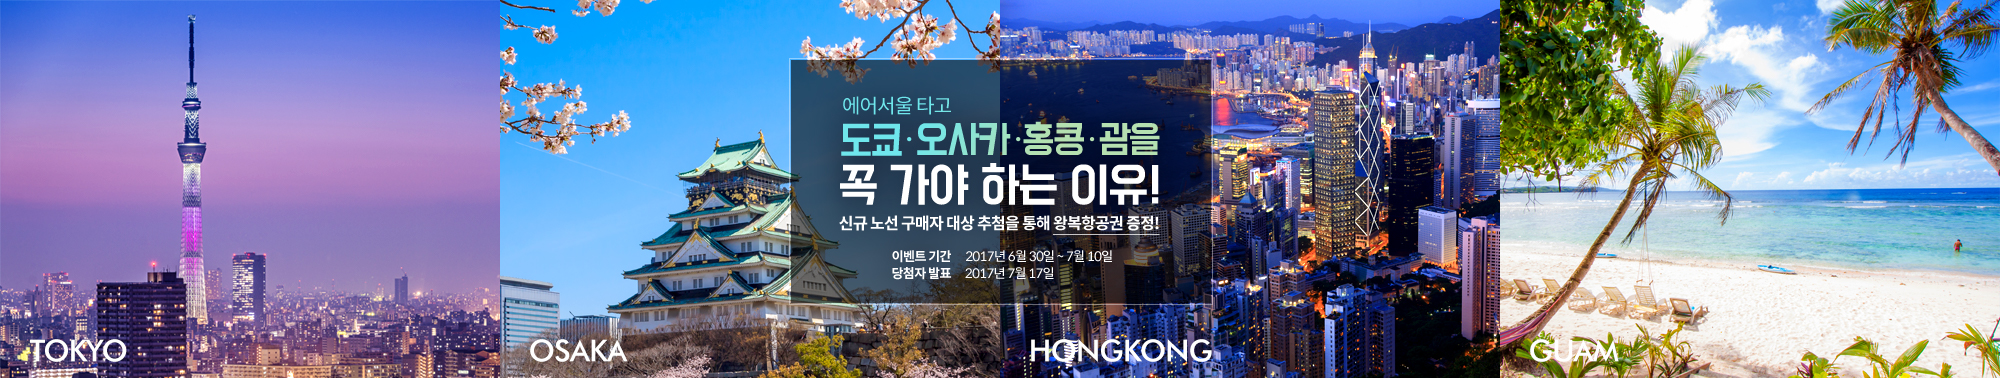 에어서울 타고
도쿄·오사카·홍콩·괌을
꼭 가야 하는 이유!
신규 노선 구매자 대상 추첨을 통해 왕복항공권 증정!
이벤트 기간 2017년 6월 30일 ~ 7월 10일
당첨자 발표 2017년 7월 17일
TOKYO
OSAKA
HONGKONG
GUAM